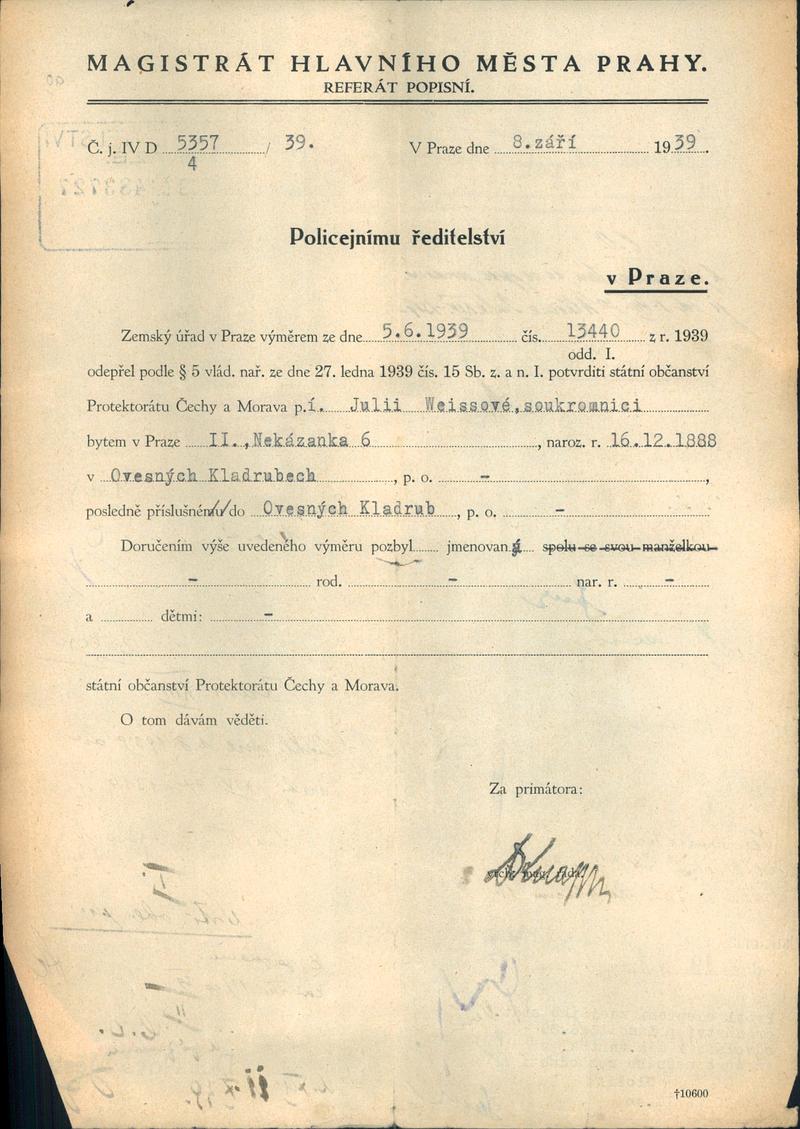 MAGISTRÁT HLAVNÍHO MĚSTA PRAHY.
REFERÁT POPISNÍ.
Č. j. IV D 5357 / 39.
4
V Praze dne 8.září 1939.
Policejnímu ředitelství
v Praze.
Zemský úřad v Praze výměrem ze dne 5.6.1939 čís. 13440 z r. 1939
odd. I.
odepřel podle § 5 vlád. nař. ze dne 27. ledna 1939 čís. 15 Sb. z. a n. I. potvrditi státní občanství
Protektorátu Čechy a Morava p.í. Julii Weissové,soukromnici
bytem v Praze II.,Nekázanka 6, naroz. r. 16.12.1888
v Ovesných Kladrubech, p. o. -,
posledně příslušném/u/do Ovesných Kladrub, p. o. -
Doručením výše uvedeného výměru pozbyl jmenovaná spolu se svou manželkou
- rod. - nar. r. -
a dětmi: -
státní občanství Protektorátu Čechy a Morava.
O tom dávám věděti.
Za primátora:
†10600